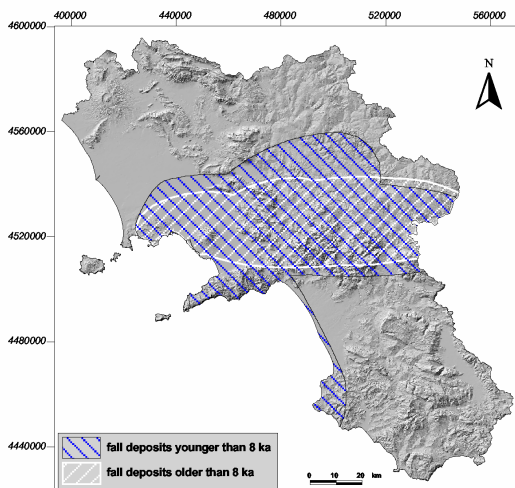 400000 440000 480000 520000 560000
4600000
N
4560000
4520000
4480000
4440000
fall deposits younger than 8 ka
fall deposits older than 8 ka
0 10 20 km